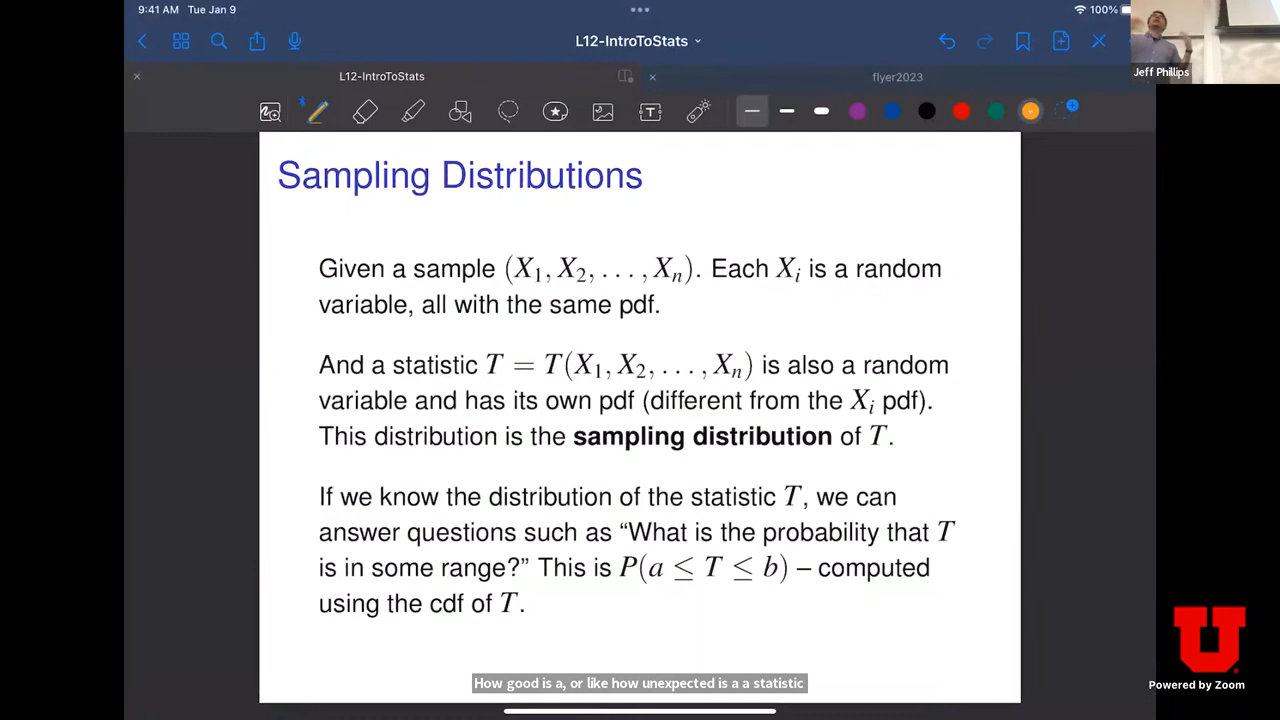 9:41 AM Tue Jan 9
100%
L12-IntroToStats
L12-IntroToStats
flyer2023
Jeff Phillips
T
Sampling Distributions
Given a sample (X₁, X₂, . . . , Xₙ). Each Xᵢ is a random
variable, all with the same pdf.
And a statistic T = T(X₁, X₂, . . . , Xₙ) is also a random
variable and has its own pdf (different from the Xᵢ pdf).
This distribution is the sampling distribution of T.
If we know the distribution of the statistic T, we can
answer questions such as “What is the probability that T
is in some range?” This is P(a ≤ T ≤ b) – computed
using the cdf of T.
How good is a, or like how unexpected is a a statistic
U
Powered by Zoom